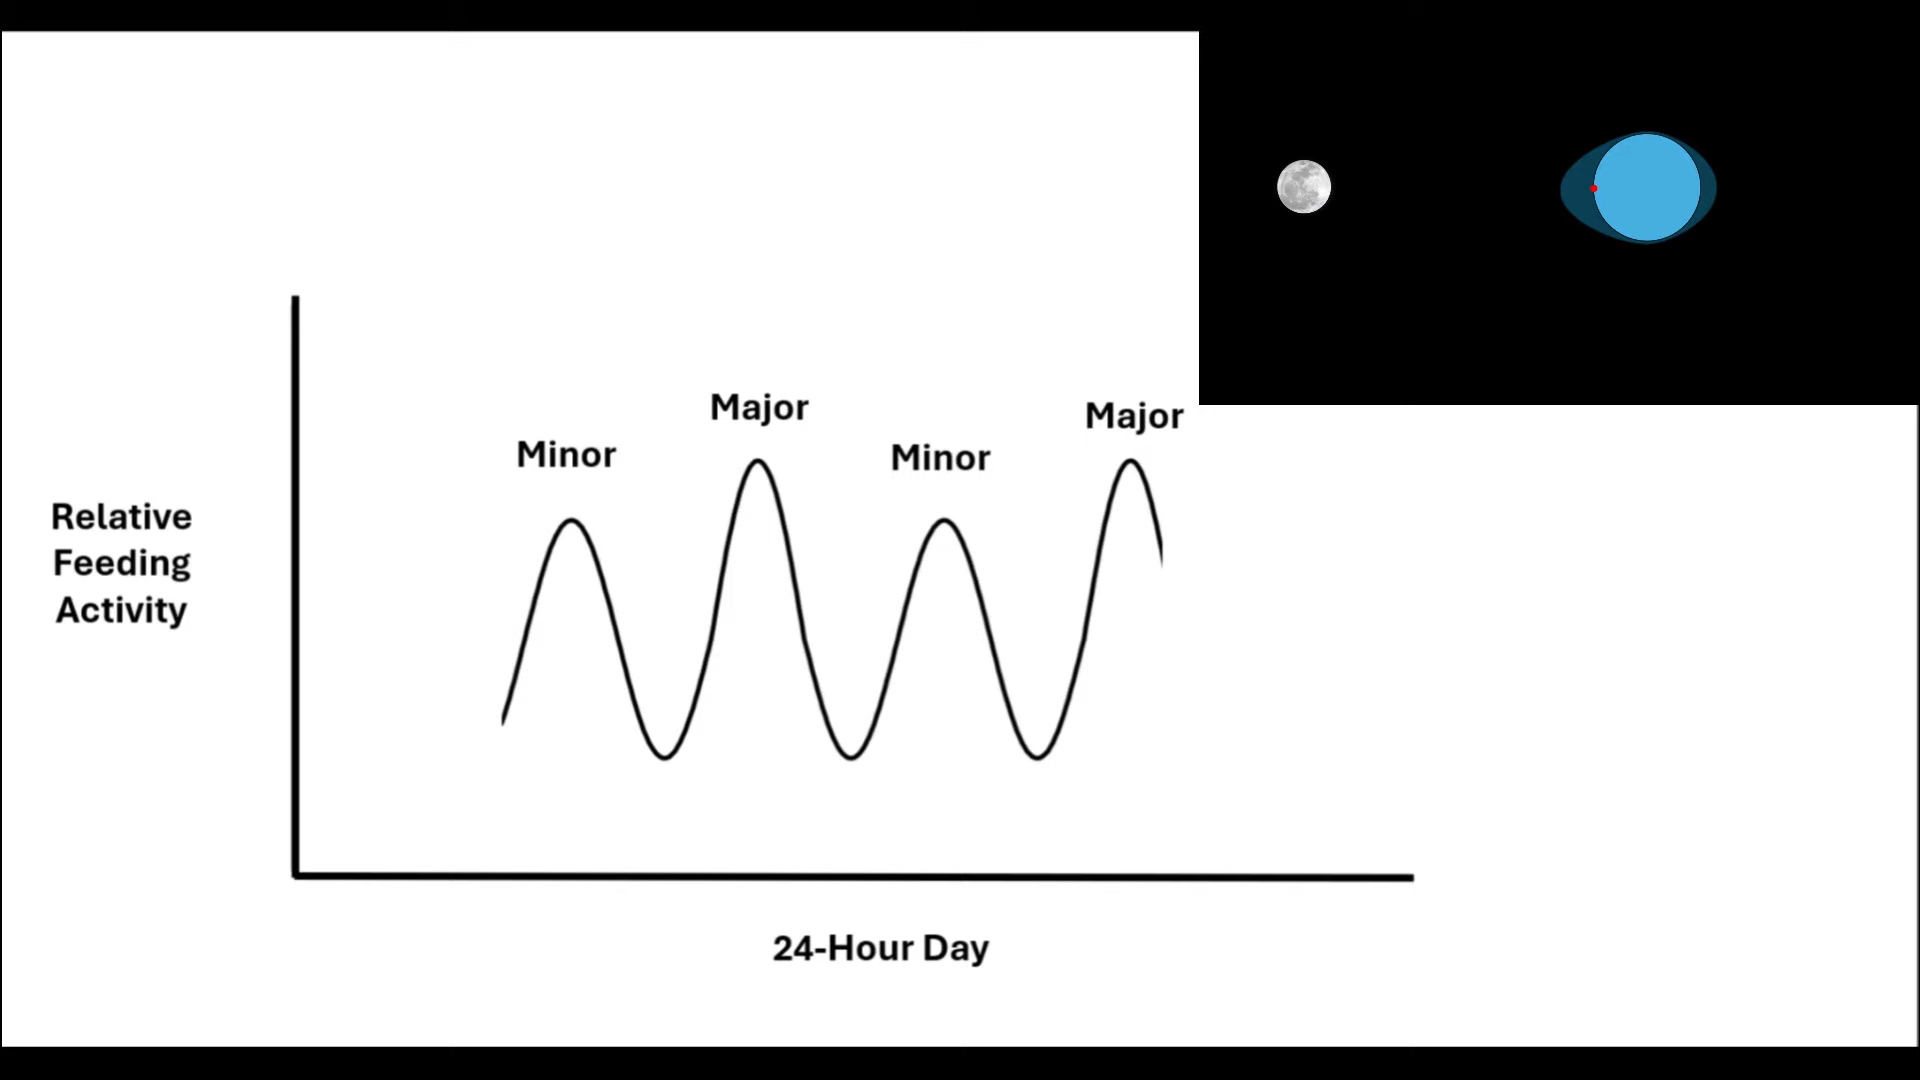 Major
Major
Minor
Minor
Relative
Feeding
Activity
24-Hour Day